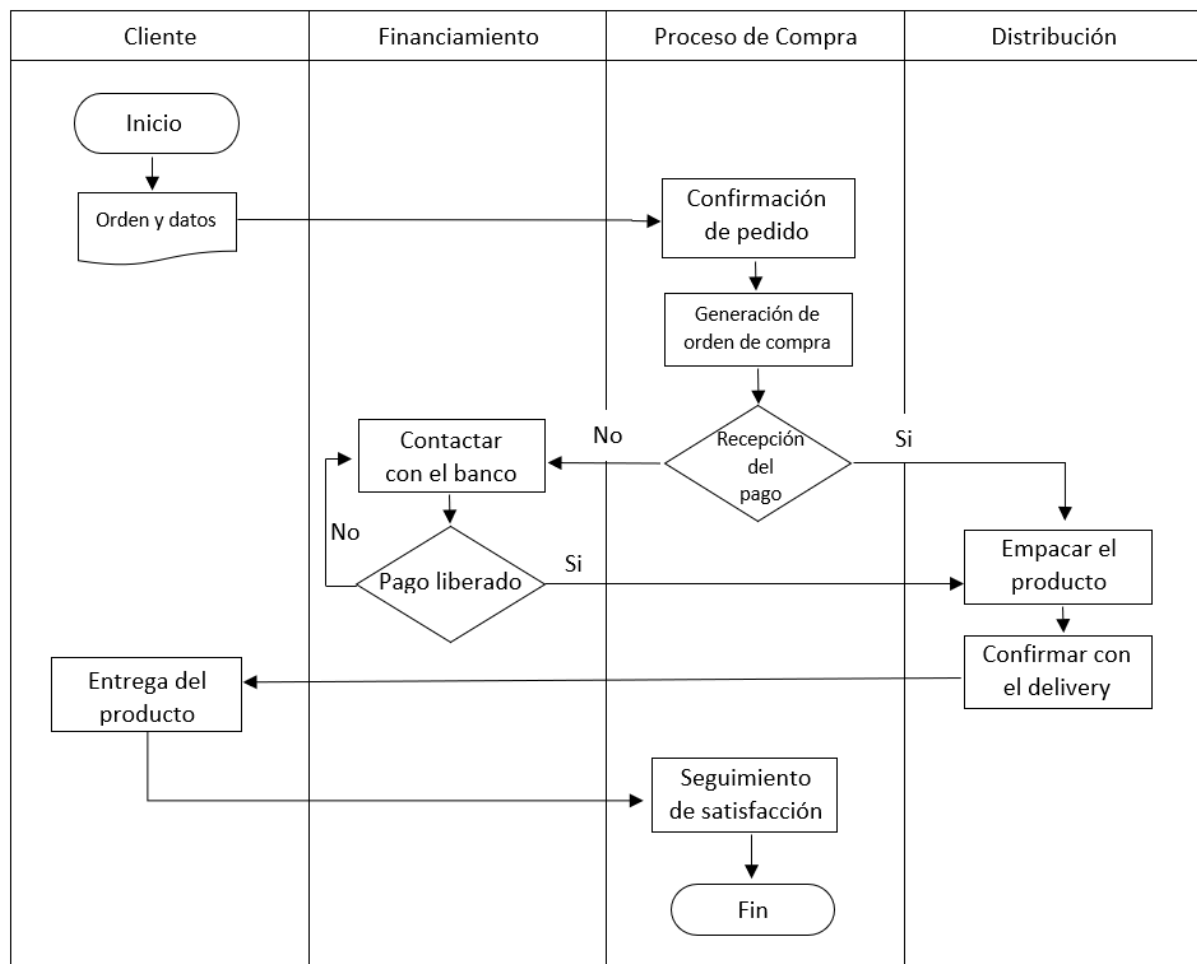 Cliente
Financiamiento
Proceso de Compra
Distribución
Inicio
Orden y datos
Confirmación
de pedido
Generación de
orden de compra
Recepción
del
pago
No
Si
Contactar
con el banco
No
Pago liberado
Si
Empacar el
producto
Confirmar con
el delivery
Entrega del
producto
Seguimiento
de satisfacción
Fin